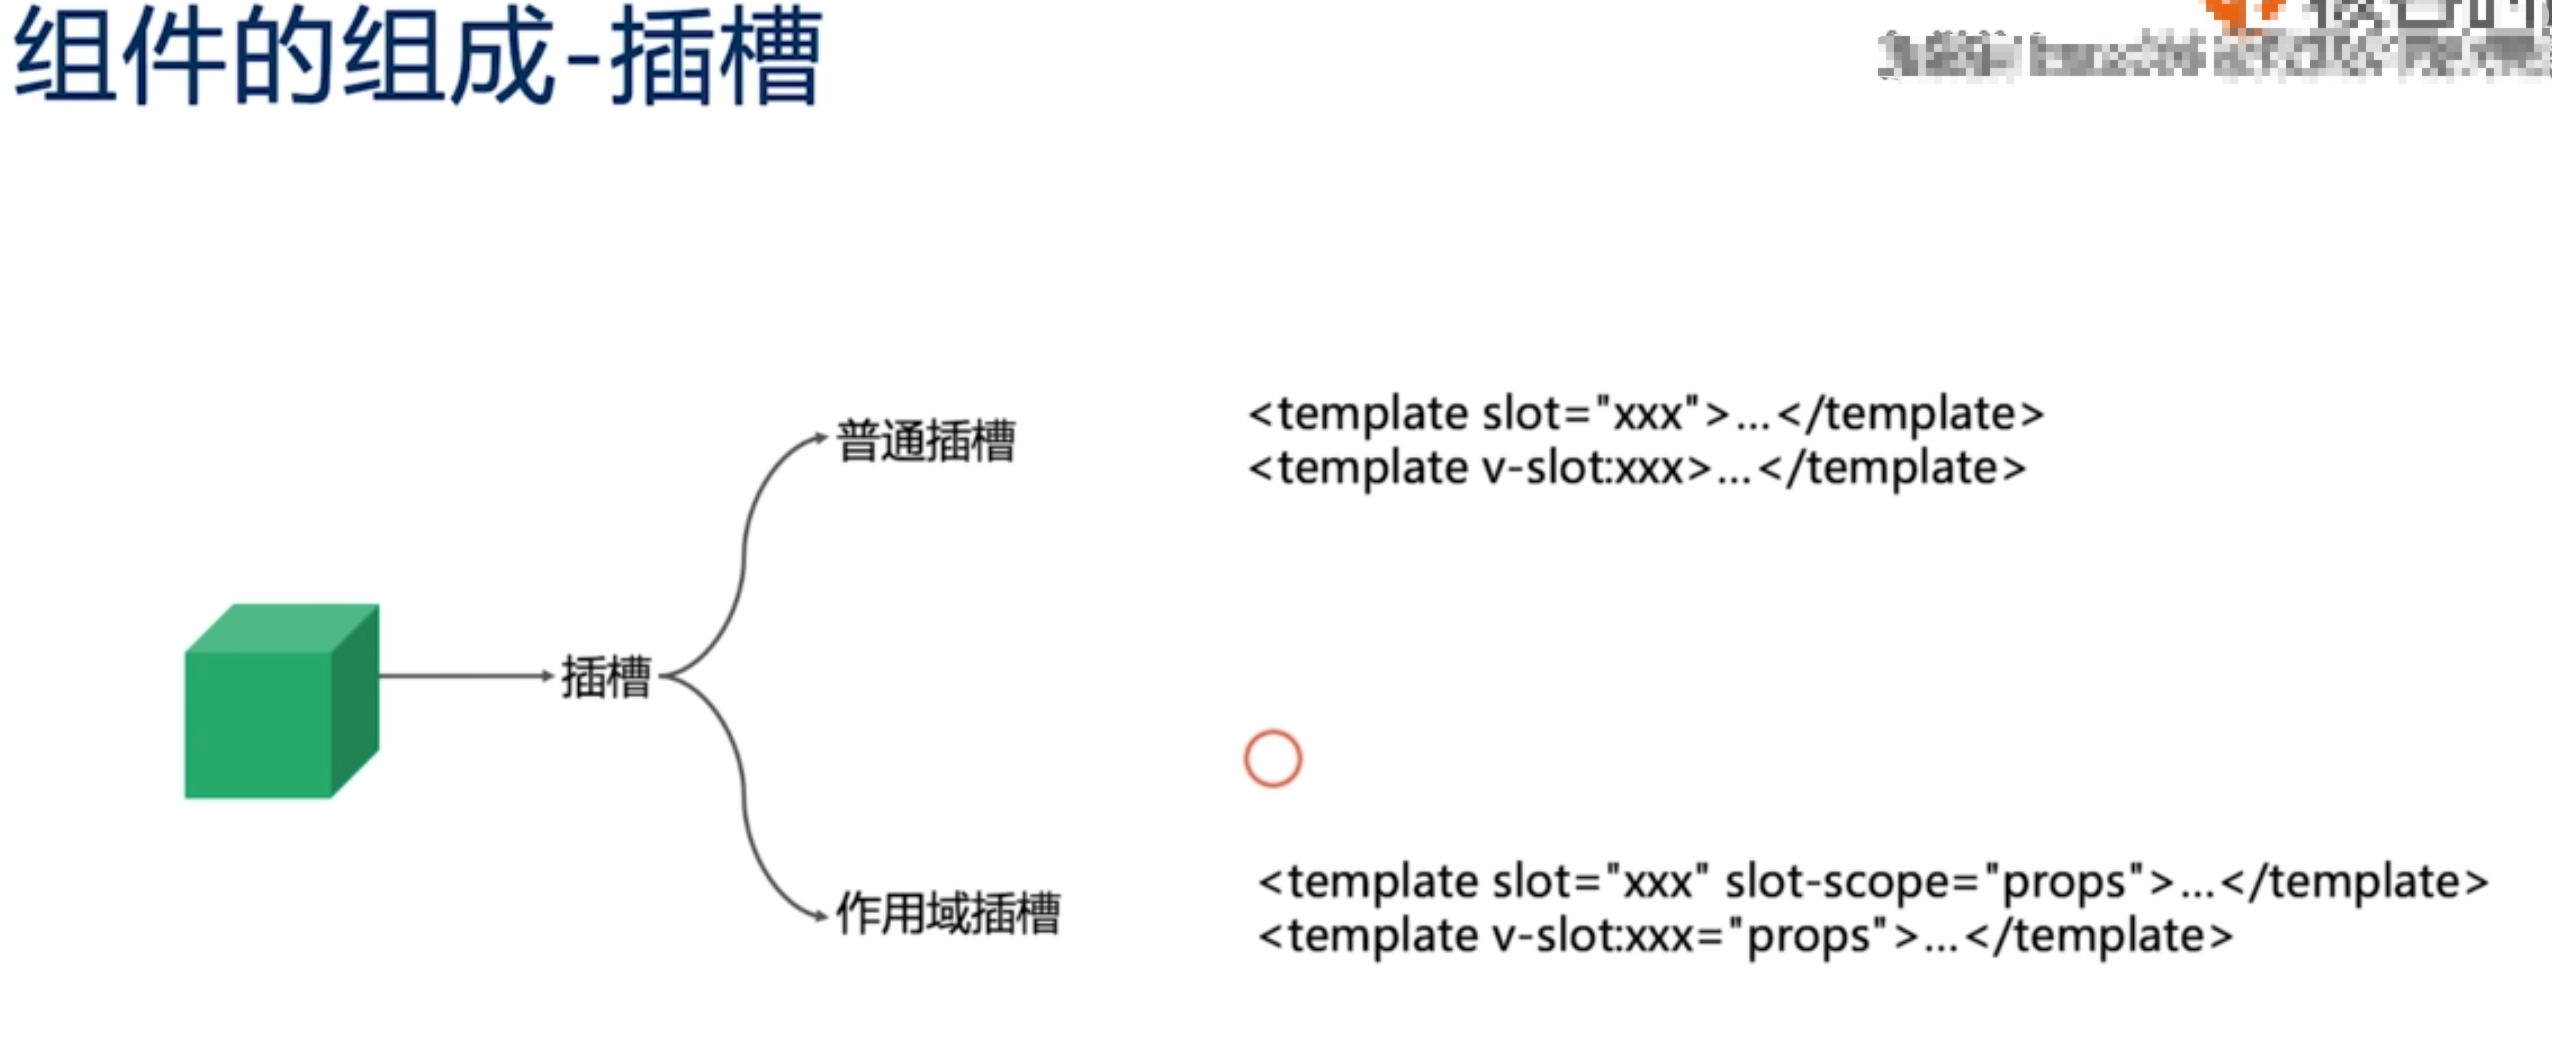 组件的组成-插槽
普通插槽
<template slot="xxx">...</template>
<template v-slot:xxx>...</template>
插槽
作用域插槽
<template slot="xxx" slot-scope="props">...</template>
<template v-slot:xxx="props">...</template>